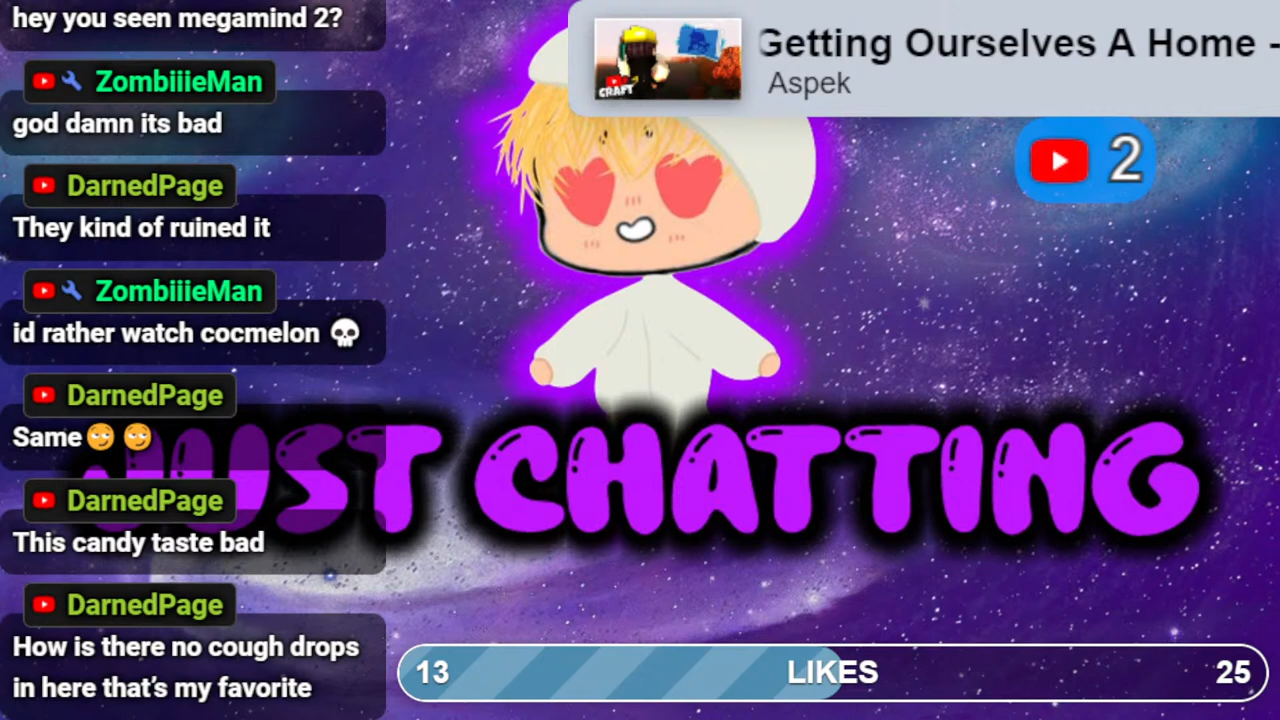 hey you seen megamind 2?
ZombiiieMan
god damn its bad
DarnedPage
They kind of ruined it
ZombiiieMan
id rather watch cocmelon 💀
DarnedPage
Same😏 😏
DarnedPage
This candy taste bad
DarnedPage
How is there no cough drops
in here that's my favorite
Getting Ourselves A Home -
Aspek
CRAFT
2
JUST CHATTING
13 LIKES 25